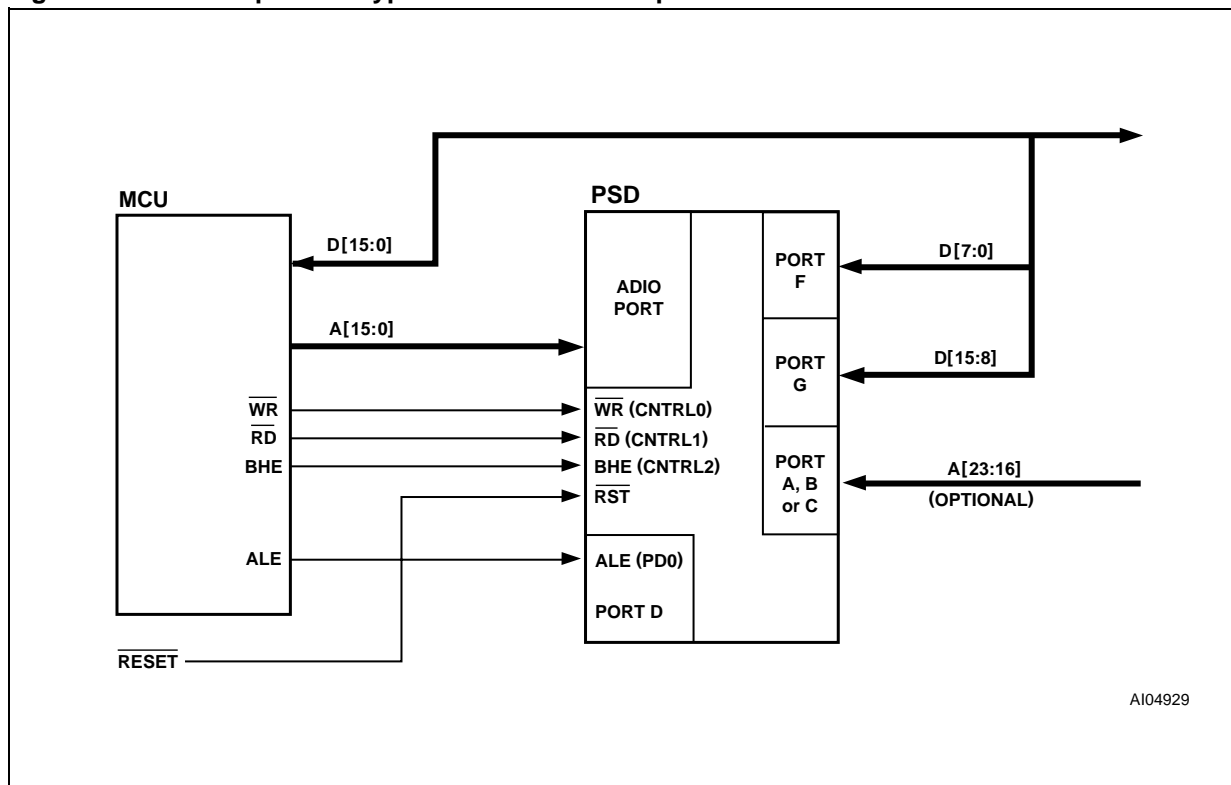 MCU
PSD
D[15:0]
A[15:0]
WR
RD
BHE
ALE
RESET
ADIO
PORT
WR (CNTRL0)
RD (CNTRL1)
BHE (CNTRL2)
RST
ALE (PD0)
PORT D
PORT
F
PORT
G
PORT
A, B
or C
D[7:0]
D[15:8]
A[23:16]
(OPTIONAL)
AI04929